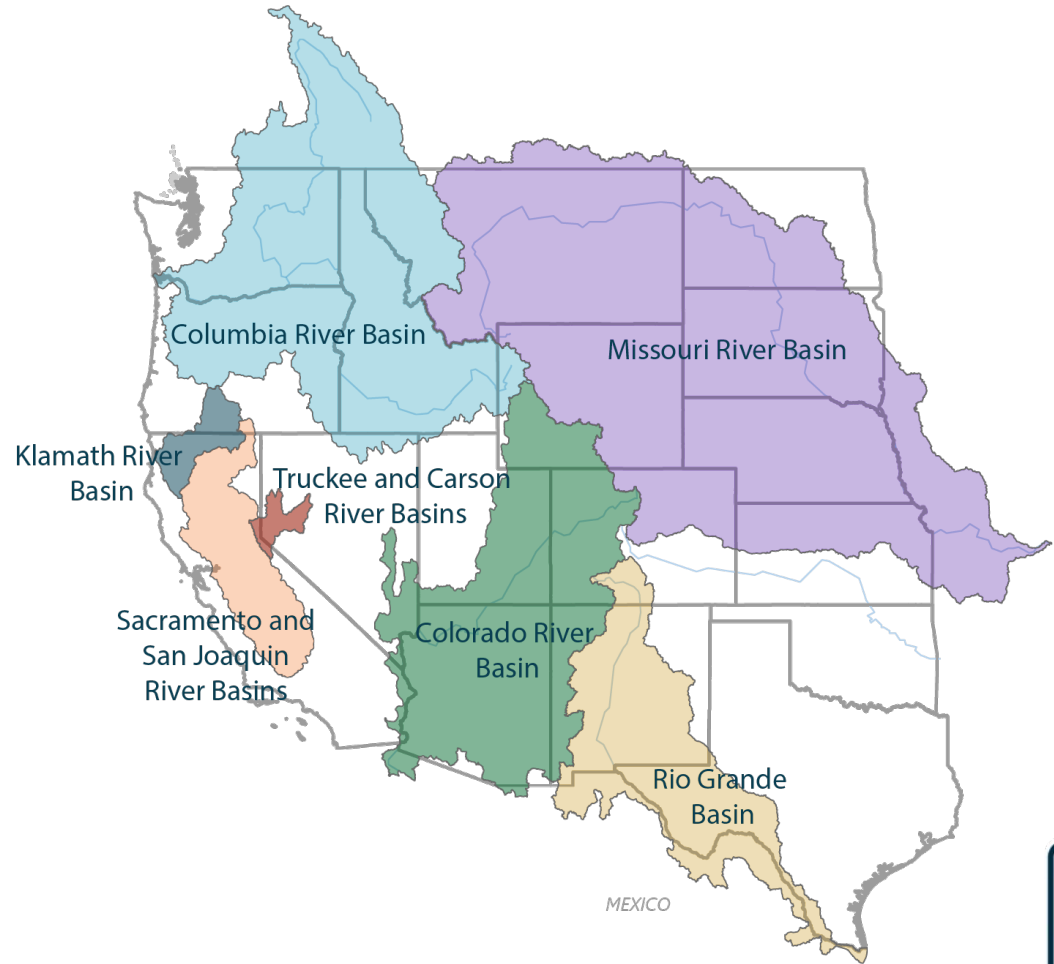 Columbia River Basin
Missouri River Basin
Klamath River
Basin
Truckee and Carson
River Basins
Sacramento and
San Joaquin
River Basins
Colorado River
Basin
Rio Grande
Basin
MEXICO